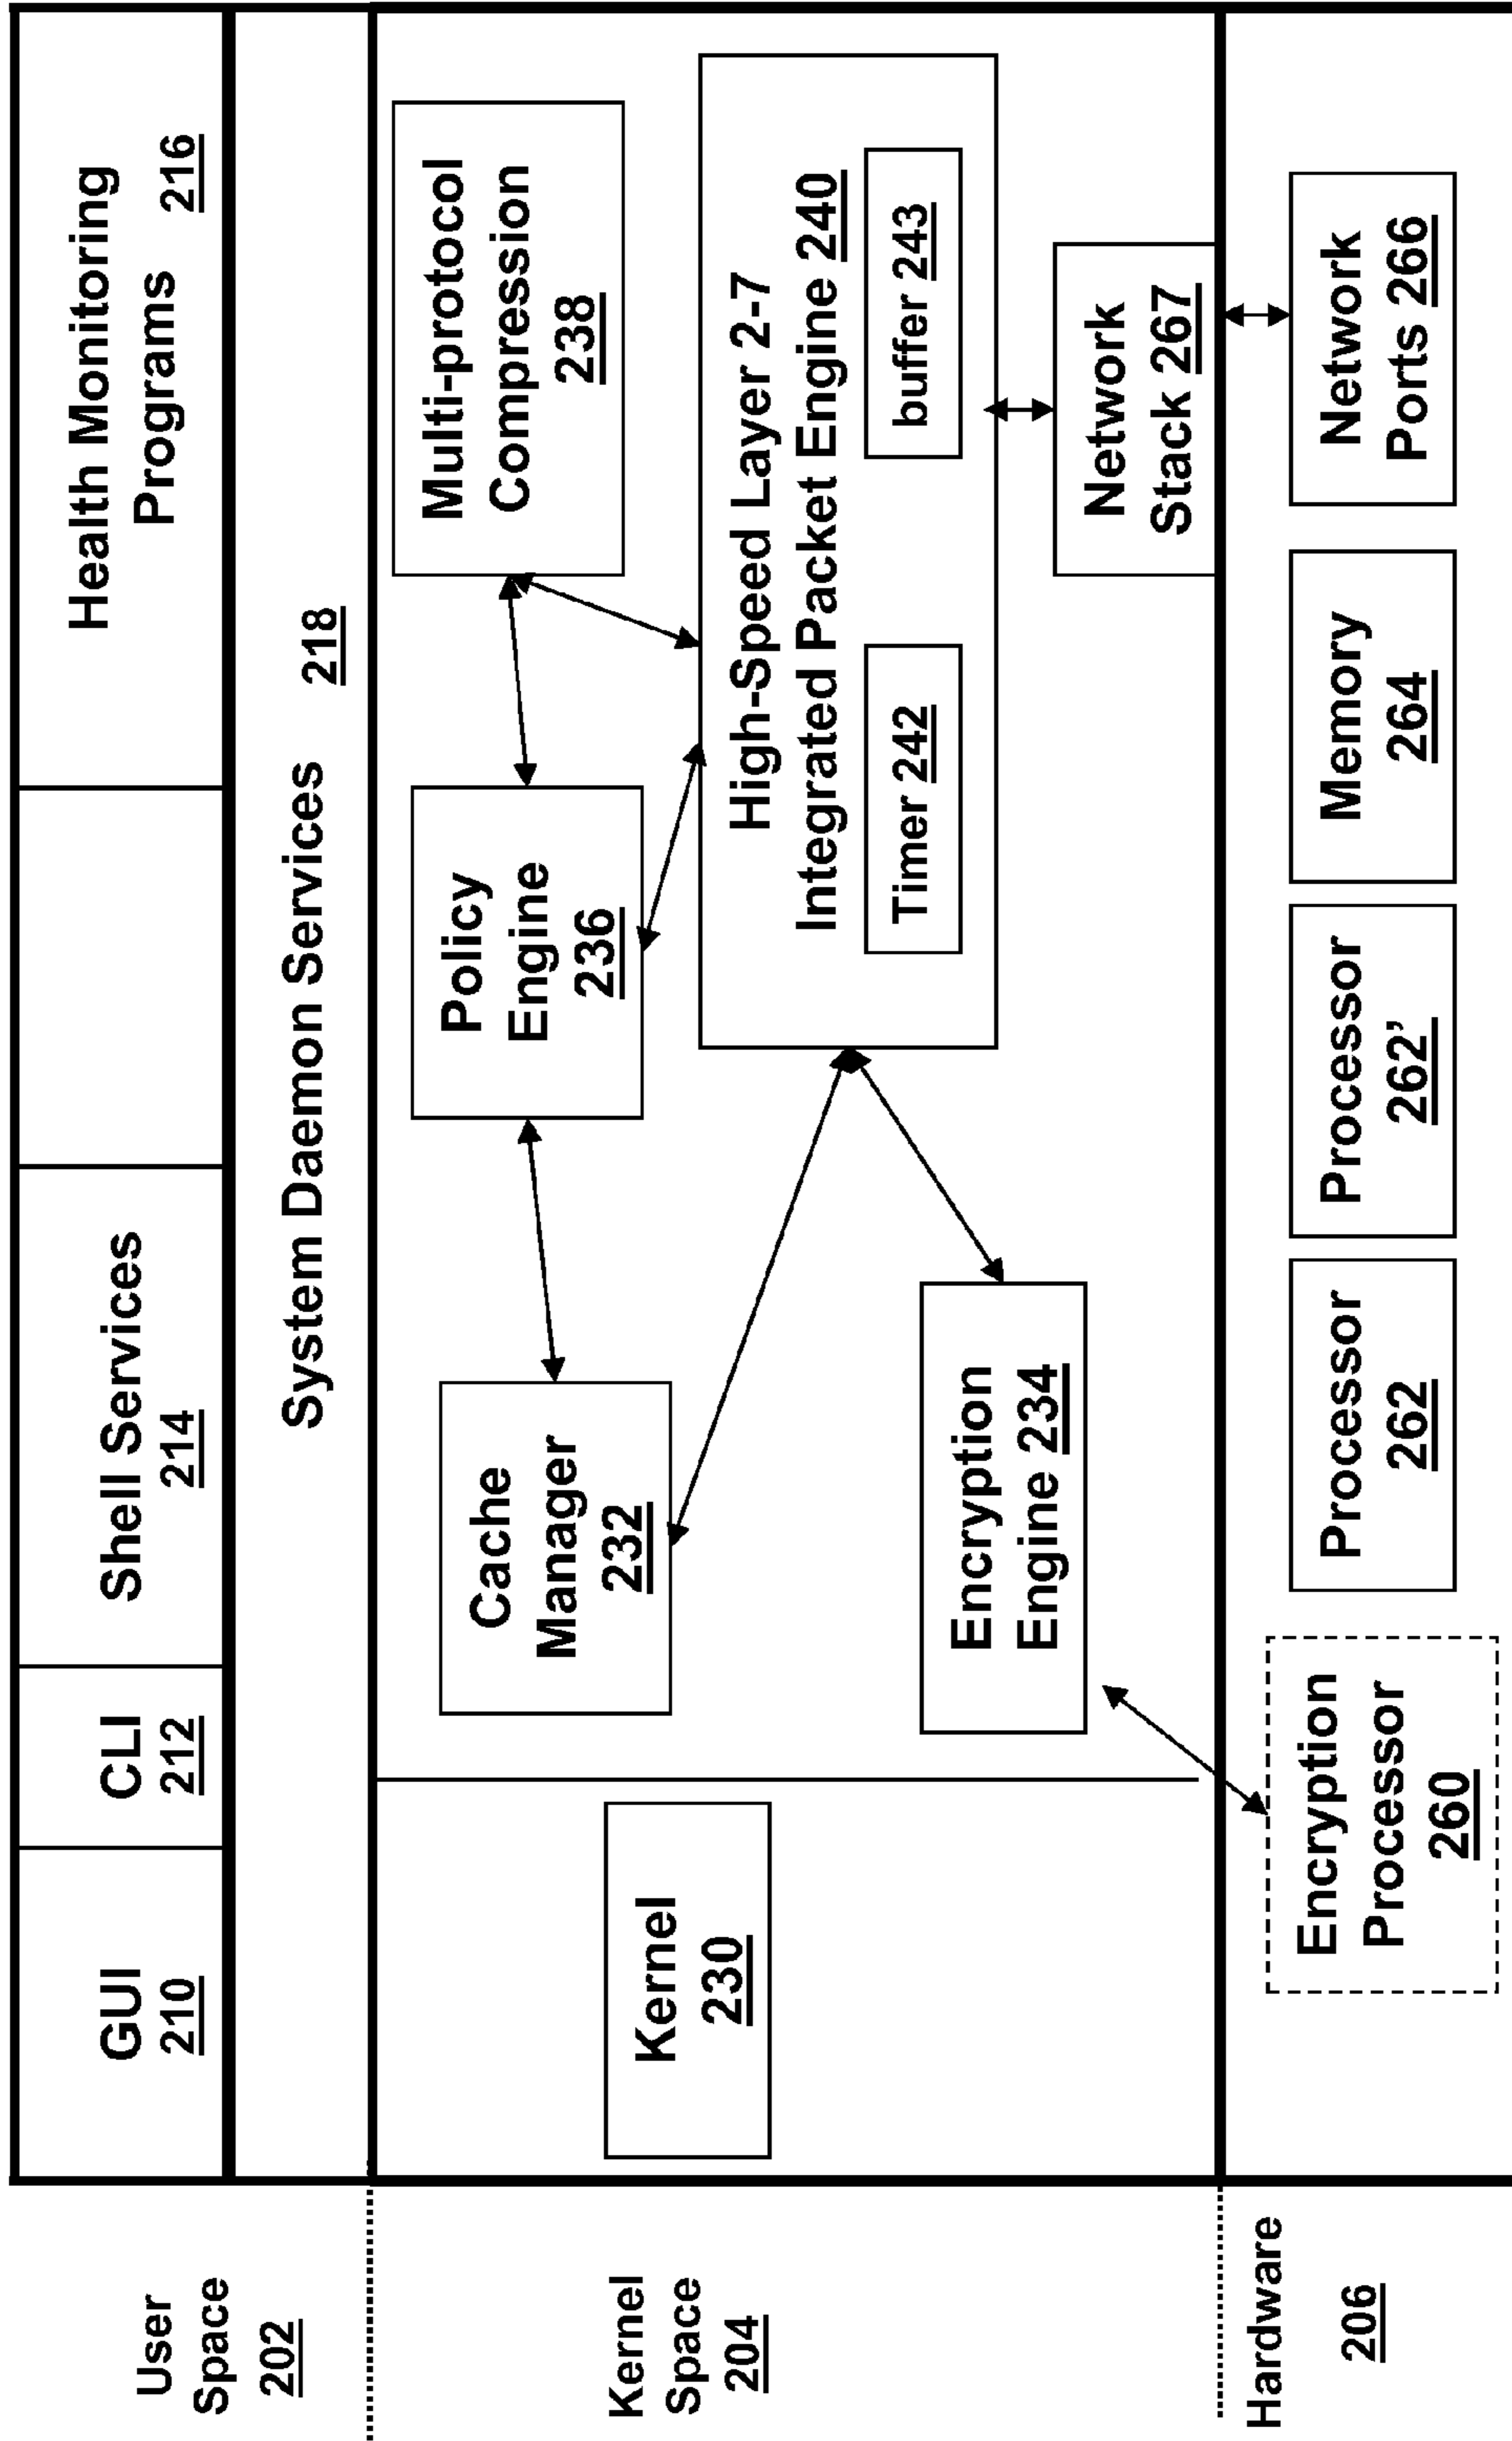 User
Space
202
GUI
210
CLI
212
Shell Services
214
Health Monitoring
Programs 216
System Daemon Services 218
Kernel
Space
204
Kernel
230
Cache
Manager
232
Policy
Engine
236
Multi-protocol
Compression
238
High-Speed Layer 2-7
Integrated Packet Engine 240
Timer 242
buffer 243
Encryption
Engine 234
Network
Stack 267
Hardware
206
Encryption
Processor
260
Processor
262
Processor
262’
Memory
264
Network
Ports 266